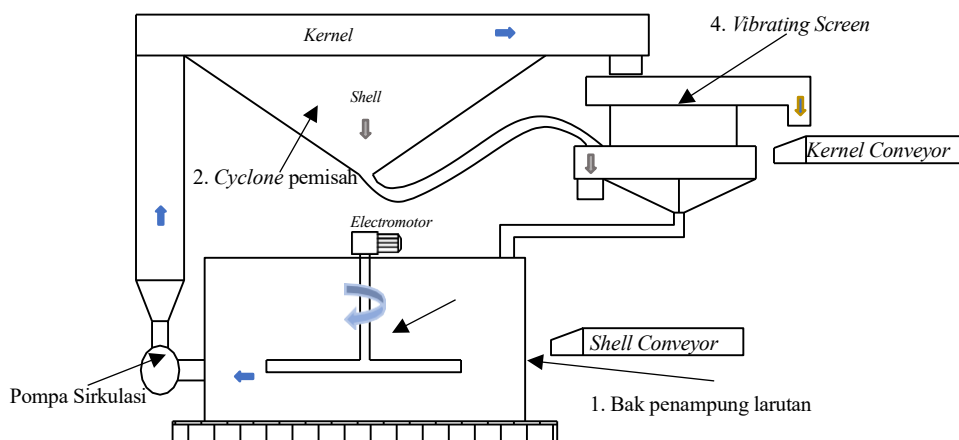 Kernel
4. Vibrating Screen
Shell
Kernel Conveyor
2. Cyclone pemisah
Electromotor
Shell Conveyor
Pompa Sirkulasi
1. Bak penampung larutan